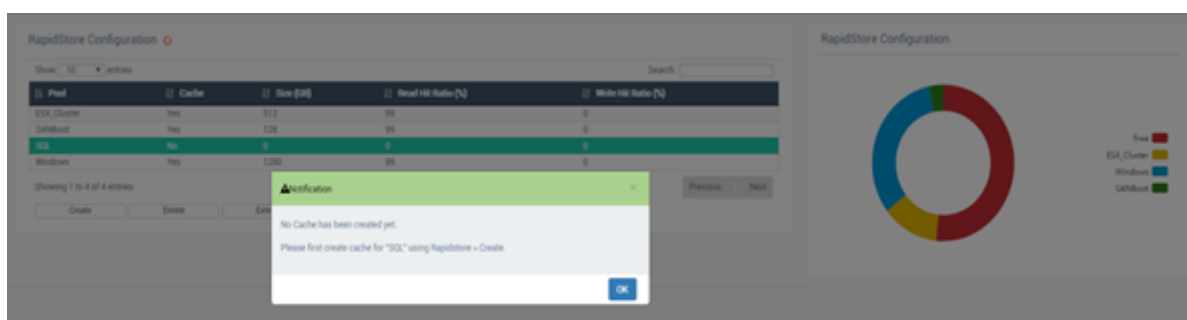 RapidStore Configuration
Show 10 entries
Search:
Pool Cache Size (GB) Read Hit Ratio (%) Write Hit Ratio (%)
ESX_Cluster Yes 512 99 0
SANBoot Yes 128 99 0
SQL No 0 0 0
Windows Yes 1280 99 0
Showing 1 to 4 of 4 entries
Previous Next
Create Delete Exte
Notification ×
No Cache has been created yet.
Please first create cache for "SQL" using Rapidstore > Create.
OK
RapidStore Configuration
Free
ESX_Cluster
Windows
SANBoot